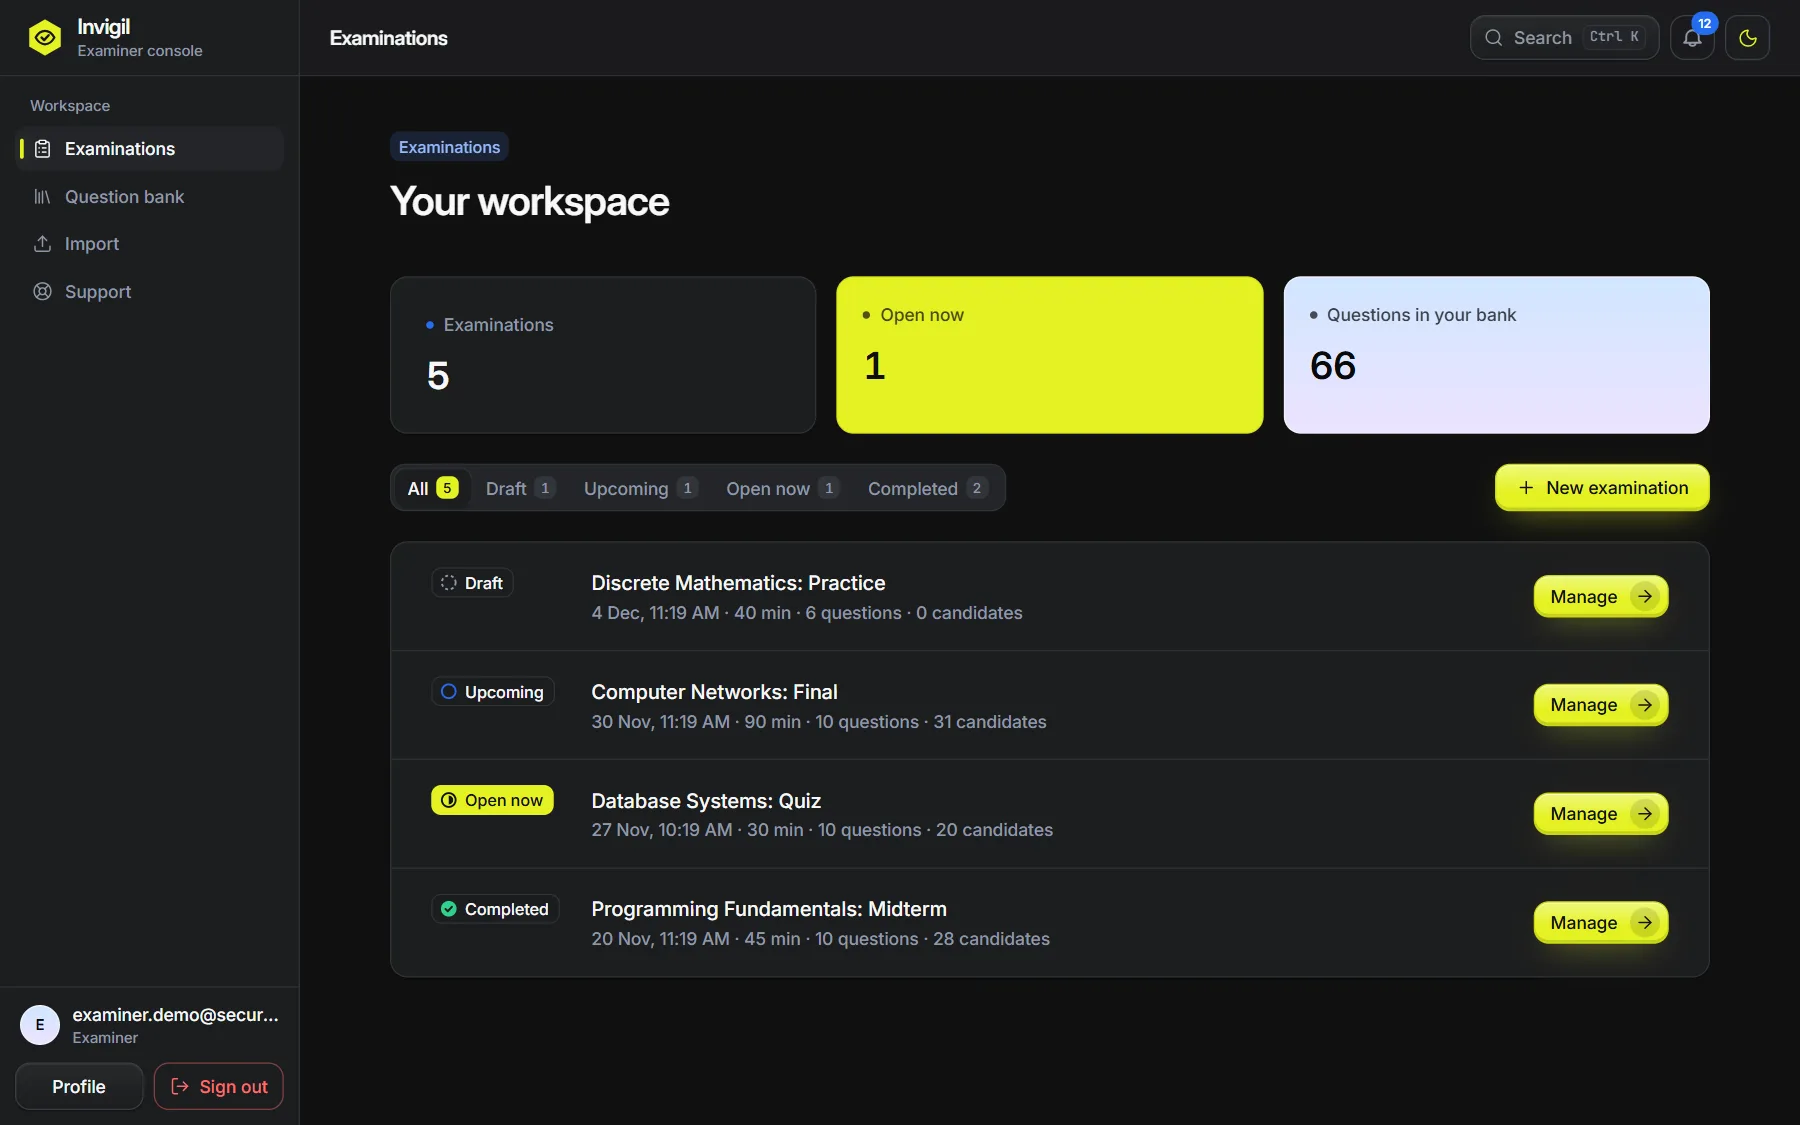 Invigil
Examiner console
Examinations
Search Ctrl K
12
Workspace
Examinations
Question bank
Import
Support
Examinations
Your workspace
Examinations
5
Open now
1
Questions in your bank
66
All 5
Draft 1
Upcoming 1
Open now 1
Completed 2
New examination
Draft
Discrete Mathematics: Practice
4 Dec, 11:19 AM · 40 min · 6 questions · 0 candidates
Manage
Upcoming
Computer Networks: Final
30 Nov, 11:19 AM · 90 min · 10 questions · 31 candidates
Manage
Open now
Database Systems: Quiz
27 Nov, 10:19 AM · 30 min · 10 questions · 20 candidates
Manage
Completed
Programming Fundamentals: Midterm
20 Nov, 11:19 AM · 45 min · 10 questions · 28 candidates
Manage
E
examiner.demo@secur...
Examiner
Profile
Sign out